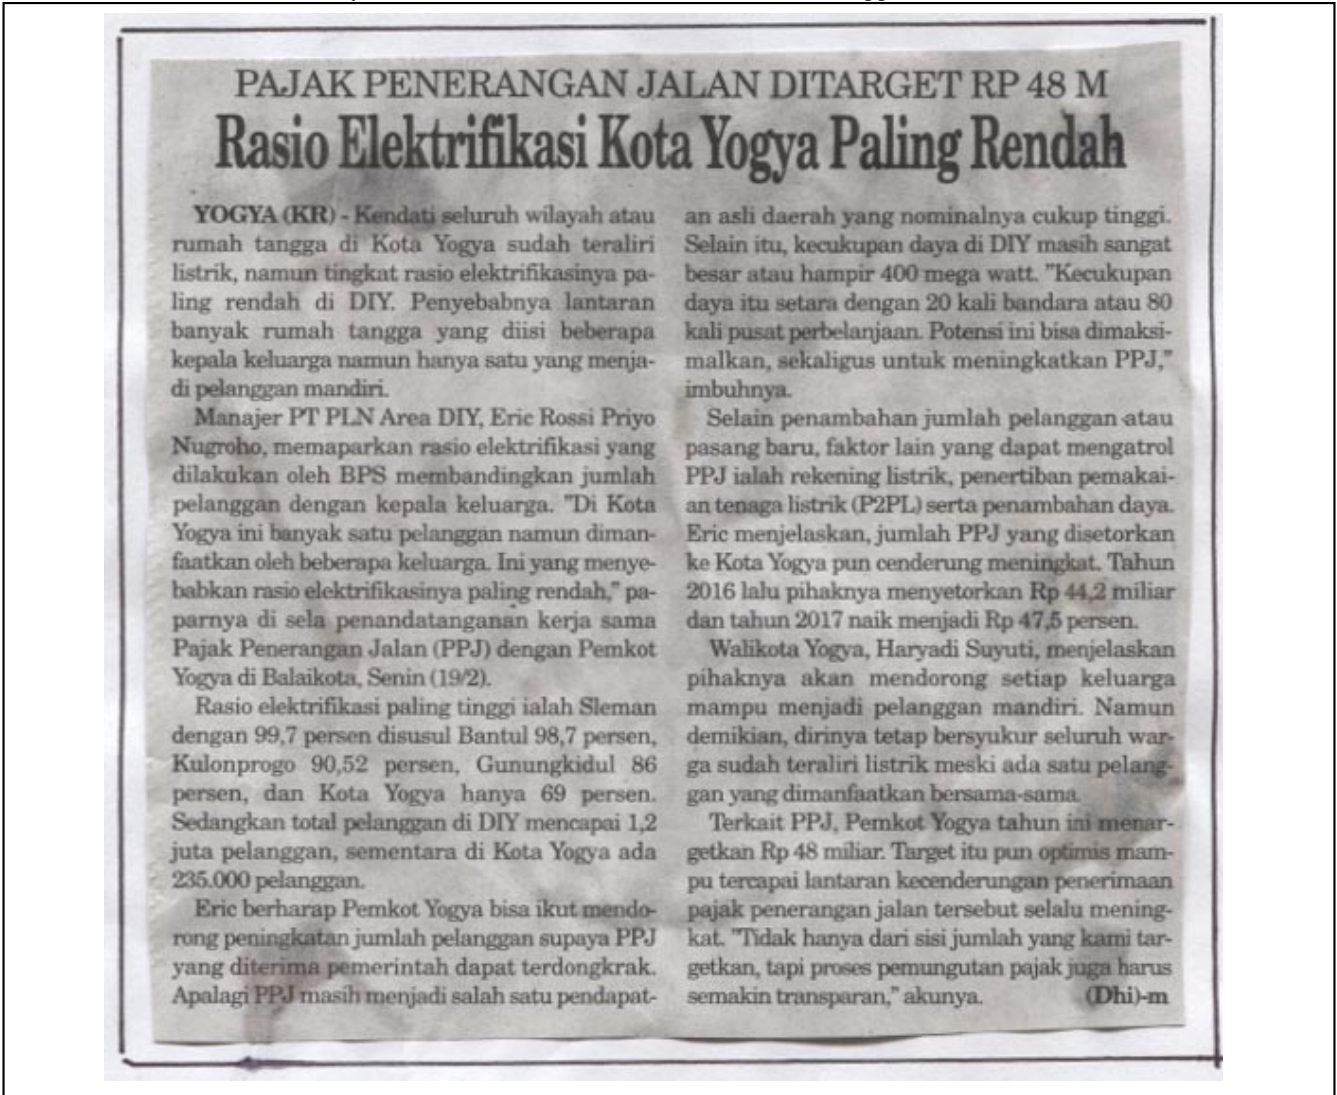 PAJAK PENERANGAN JALAN DITARGET RP 48 M
Rasio Elektrifikasi Kota Yogya Paling Rendah
YOGYA (KR) - Kendati seluruh wilayah atau
rumah tangga di Kota Yogya sudah teraliri
listrik, namun tingkat rasio elektrifikasinya pa-
ling rendah di DIY. Penyebabnya lantaran
banyak rumah tangga yang diisi beberapa
kepala keluarga namun hanya satu yang menja-
di pelanggan mandiri.
Manajer PT PLN Area DIY, Eric Rossi Priyo
Nugroho, memaparkan rasio elektrifikasi yang
dilakukan oleh BPS membandingkan jumlah
pelanggan dengan kepala keluarga. "Di Kota
Yogya ini banyak satu pelanggan namun diman-
faatkan oleh beberapa keluarga. Ini yang menye-
babkan rasio elektrifikasinya paling rendah," pa-
parnya di sela penandatanganan kerja sama
Pajak Penerangan Jalan (PPJ) dengan Pemkot
Yogya di Balaikota, Senin (19/2).
Rasio elektrifikasi paling tinggi ialah Sleman
dengan 99,7 persen disusul Bantul 98,7 persen,
Kulonprogo 90,52 persen, Gunungkidul 86
persen, dan Kota Yogya hanya 69 persen.
Sedangkan total pelanggan di DIY mencapai 1,2
juta pelanggan, sementara di Kota Yogya ada
235.000 pelanggan.
Eric berharap Pemkot Yogya bisa ikut mendo-
rong peningkatan jumlah pelanggan supaya PPJ
yang diterima pemerintah dapat terdongkrak.
Apalagi PPJ masih menjadi salah satu pendapat-
an asli daerah yang nominalnya cukup tinggi.
Selain itu, kecukupan daya di DIY masih sangat
besar atau hampir 400 mega watt. "Kecukupan
daya itu setara dengan 20 kali bandara atau 80
kali pusat perbelanjaan. Potensi ini bisa dimaksi-
malkan, sekaligus untuk meningkatkan PPJ,"
imbuhnya.
Selain penambahan jumlah pelanggan atau
pasang baru, faktor lain yang dapat mengatrol
PPJ ialah rekening listrik, penertiban pemakai-
an tenaga listrik (P2PL) serta penambahan daya.
Eric menjelaskan, jumlah PPJ yang disetorkan
ke Kota Yogya pun cenderung meningkat. Tahun
2016 lalu pihaknya menyetorkan Rp 44,2 miliar
dan tahun 2017 naik menjadi Rp 47,5 persen.
Walikota Yogya, Haryadi Suyuti, menjelaskan
pihaknya akan mendorong setiap keluarga
mampu menjadi pelanggan mandiri. Namun
demikian, dirinya tetap bersyukur seluruh war-
ga sudah teraliri listrik meski ada satu pelang-
gan yang dimanfaatkan bersama-sama.
Terkait PPJ, Pemkot Yogya tahun ini menar-
getkan Rp 48 miliar. Target itu pun optimis mam-
pu tercapai lantaran kecenderungan penerimaan
pajak penerangan jalan tersebut selalu mening-
kat. "Tidak hanya dari sisi jumlah yang kami tar-
getkan, tapi proses pemungutan pajak juga harus
semakin transparan," akunya. (Dhi)-m